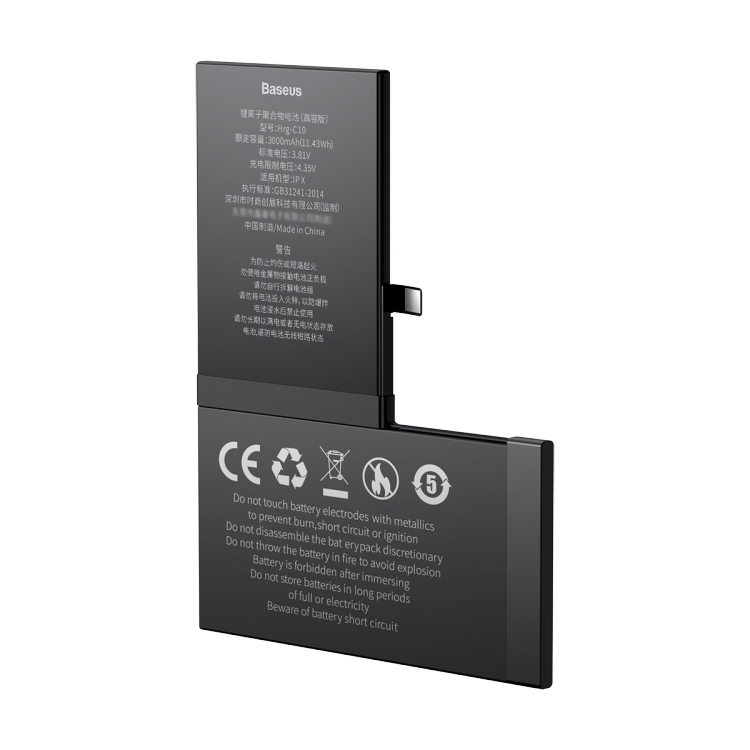 Baseus
锂离子聚合物电池(高容版)
型号:Hrg-C10
额定容量:3000mAh(11.43Wh)
标准电压:3.81V
充电限制电压:4.35V
适用机型:IP X
执行标准:GB31241-2014
深圳市时商创展科技有限公司(监制)
中国制造/Made in China
警告
为防止灼伤或短路起火
勿使用金属物接触电池正负极
请勿自行拆解电池组
请勿将电池投入火种，以防爆炸
电池浸水后禁止使用
请勿长期以满电或者无电状态存放
电池,谨防电池无线短路状态
CE
5
Do not touch battery electrodes with metallics
to prevent burn,short circuit or ignition
Do not disassemble the bat erypack discretionary
Do not throw the battery in fire to avoid explosion
Battery is forbidden after immersing
Do not store batteries in long periods
of full or electricity
Beware of battery short circuit